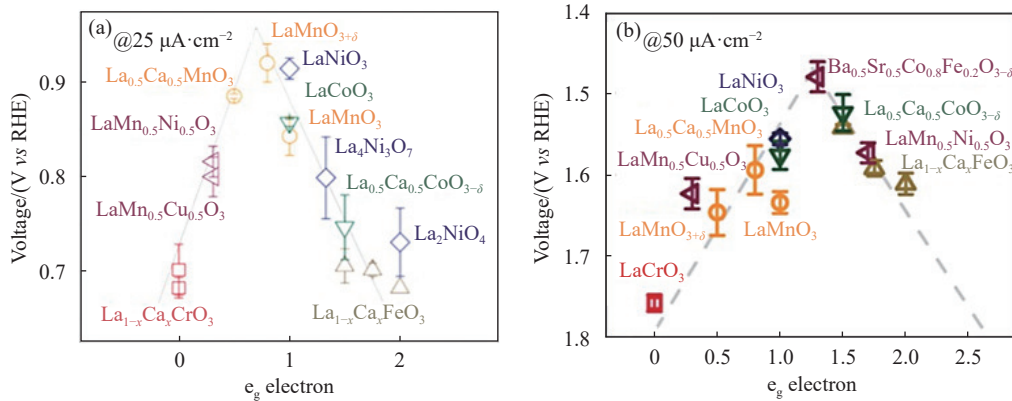 (a) @25 μA·cm⁻²
LaMnO₃₊δ
LaNiO₃
La₀.₅Ca₀.₅MnO₃
LaCoO₃
LaMnO₃
LaMn₀.₅Ni₀.₅O₃
La₄Ni₃O₇
La₀.₅Ca₀.₅CoO₃₋δ
LaMn₀.₅Cu₀.₅O₃
La₂NiO₄
La₁₋ₓCaₓCrO₃
La₁₋ₓCaₓFeO₃
Voltage/(V vs RHE)
0.9
0.8
0.7
0 1 2
e_g electron
(b) @50 μA·cm⁻²
Ba₀.₅Sr₀.₅Co₀.₈Fe₀.₂O₃₋δ
LaNiO₃
LaCoO₃
La₀.₅Ca₀.₅CoO₃₋δ
La₀.₅Ca₀.₅MnO₃
LaMn₀.₅Ni₀.₅O₃
LaMn₀.₅Cu₀.₅O₃
La₁₋ₓCaₓFeO₃
LaMnO₃₊δ
LaMnO₃
LaCrO₃
Voltage/(V vs RHE)
1.4
1.5
1.6
1.7
1.8
0 0.5 1.0 1.5 2.0 2.5
e_g electron